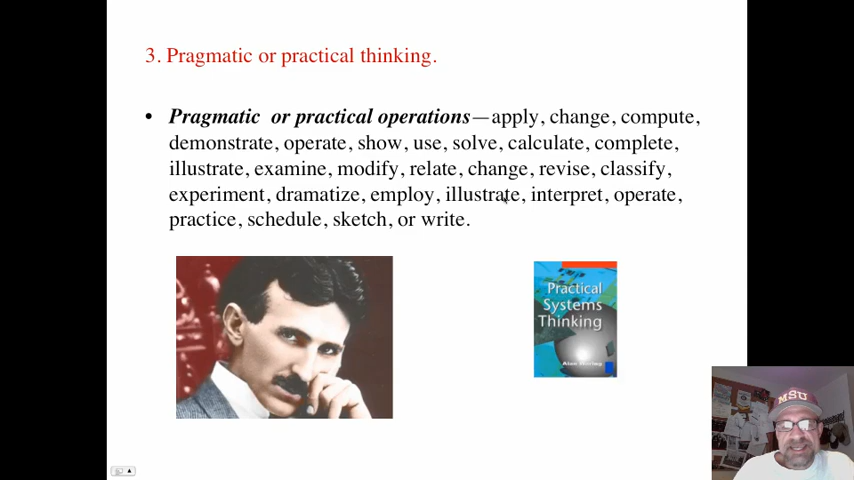 3. Pragmatic or practical thinking.
• Pragmatic or practical operations—apply, change, compute,
demonstrate, operate, show, use, solve, calculate, complete,
illustrate, examine, modify, relate, change, revise, classify,
experiment, dramatize, employ, illustrate, interpret, operate,
practice, schedule, sketch, or write.
Practical
Systems
Thinking
MSU